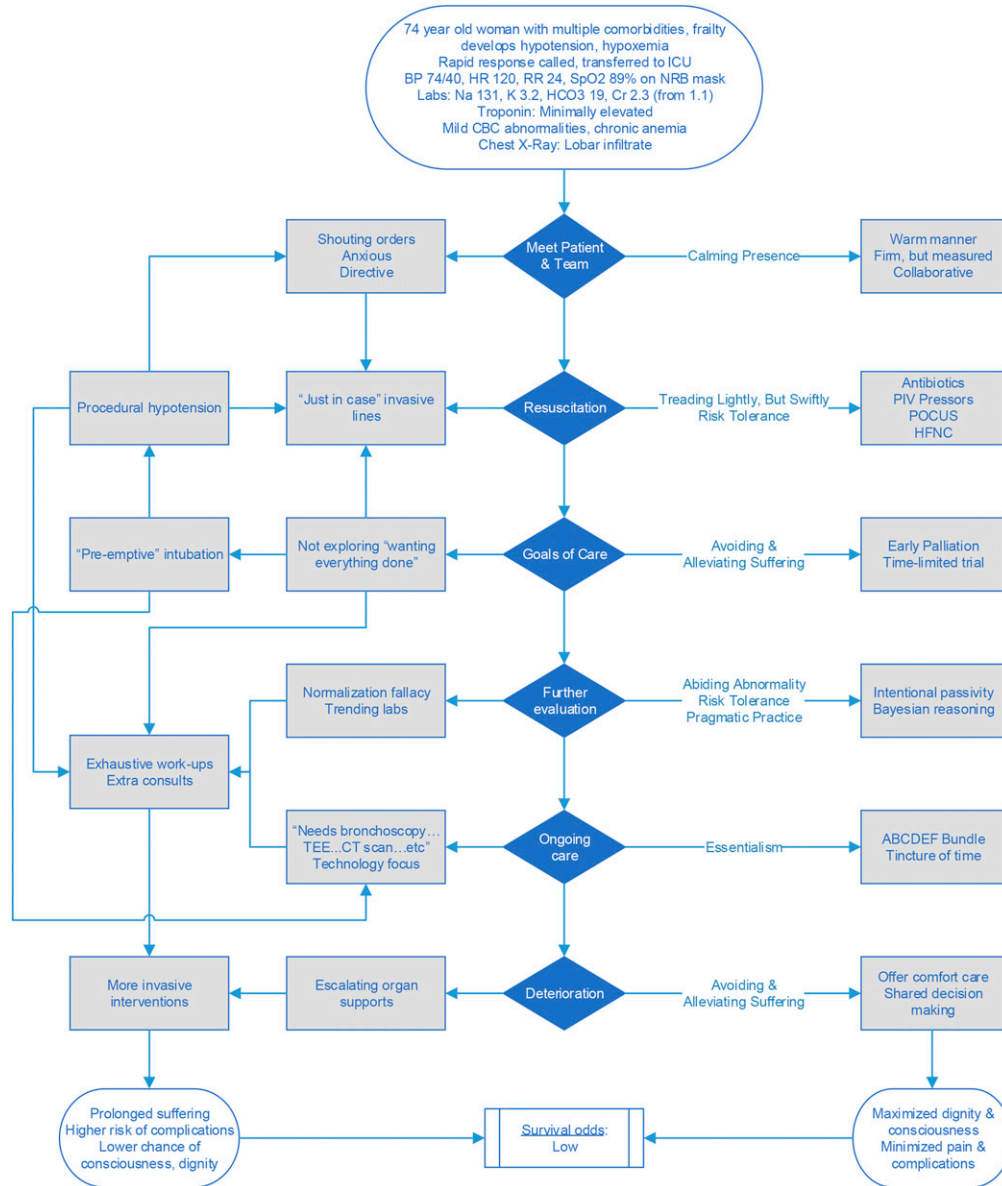 74 year old woman with multiple comorbidities, frailty
develops hypotension, hypoxemia
Rapid response called, transferred to ICU
BP 74/40, HR 120, RR 24, SpO2 89% on NRB mask
Labs: Na 131, K 3.2, HCO3 19, Cr 2.3 (from 1.1)
Troponin: Minimally elevated
Mild CBC abnormalities, chronic anemia
Chest X-Ray: Lobar infiltrate
Shouting orders
Anxious
Directive
Meet Patient
& Team
Calming Presence
Warm manner
Firm, but measured
Collaborative
Procedural hypotension
“Just in case” invasive
lines
Resuscitation
Treading Lightly, But Swiftly
Risk Tolerance
Antibiotics
PIV Pressors
POCUS
HFNC
“Pre-emptive” intubation
Not exploring “wanting
everything done”
Goals of Care
Avoiding &
Alleviating Suffering
Early Palliation
Time-limited trial
Normalization fallacy
Trending labs
Further
evaluation
Abiding Abnormality
Risk Tolerance
Pragmatic Practice
Intentional passivity
Bayesian reasoning
Exhaustive work-ups
Extra consults
“Needs bronchoscopy…
TEE...CT scan…etc”
Technology focus
Ongoing
care
Essentialism
ABCDEF Bundle
Tincture of time
More invasive
interventions
Escalating organ
supports
Deterioration
Avoiding &
Alleviating Suffering
Offer comfort care
Shared decision
making
Prolonged suffering
Higher risk of complications
Lower chance of
consciousness, dignity
Survival odds:
Low
Maximized dignity &
consciousness
Minimized pain &
complications